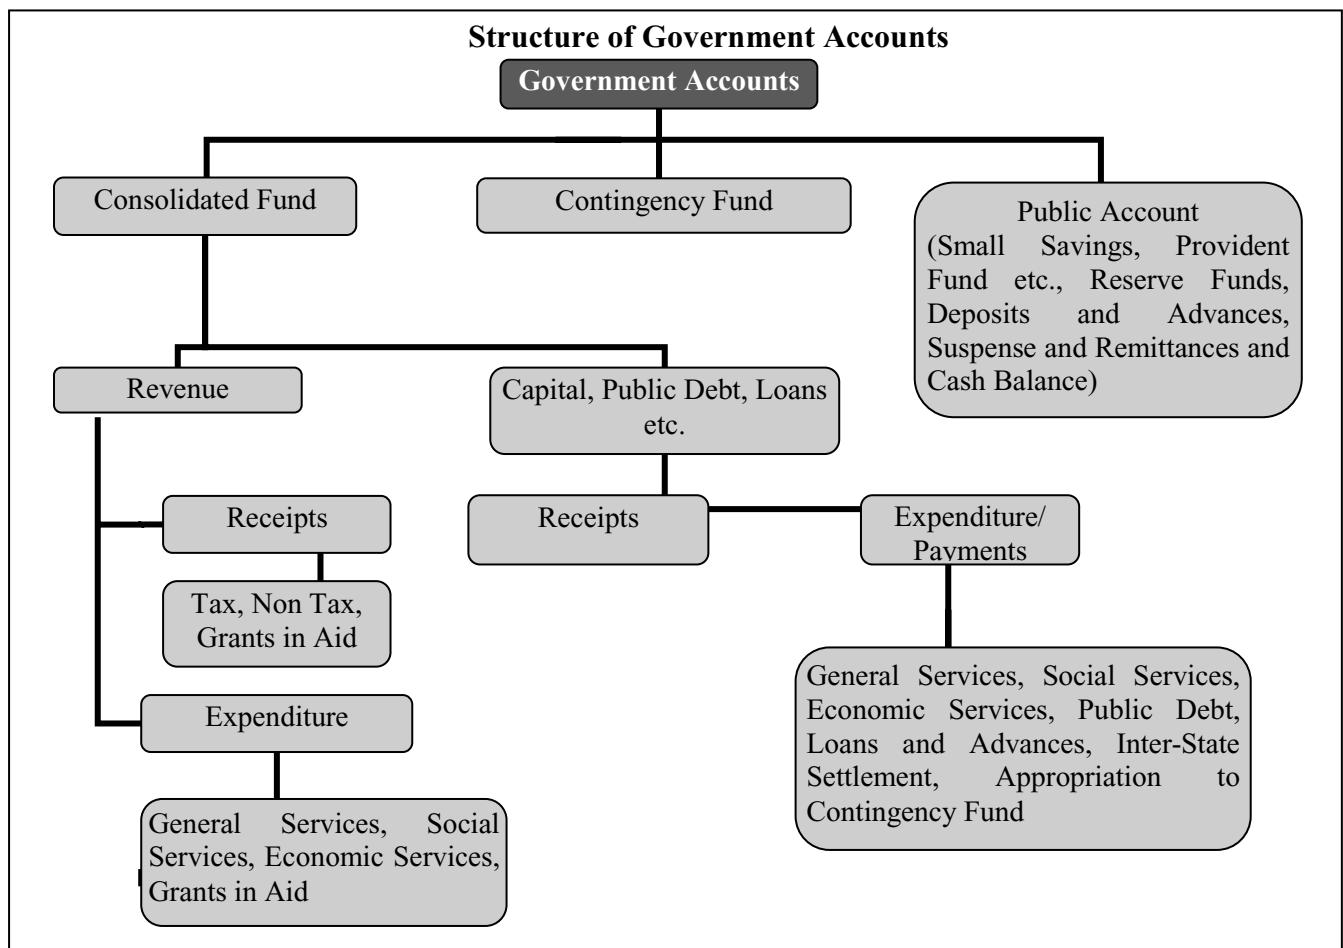 Structure of Government Accounts
Government Accounts
Consolidated Fund
Contingency Fund
Public Account
(Small Savings, Provident
Fund etc., Reserve Funds,
Deposits and Advances,
Suspense and Remittances and
Cash Balance)
Revenue
Capital, Public Debt, Loans
etc.
Receipts
Receipts
Expenditure/
Payments
Tax, Non Tax,
Grants in Aid
Expenditure
General Services, Social Services,
Economic Services, Public Debt,
Loans and Advances, Inter-State
Settlement, Appropriation to
Contingency Fund
General Services, Social
Services, Economic Services,
Grants in Aid